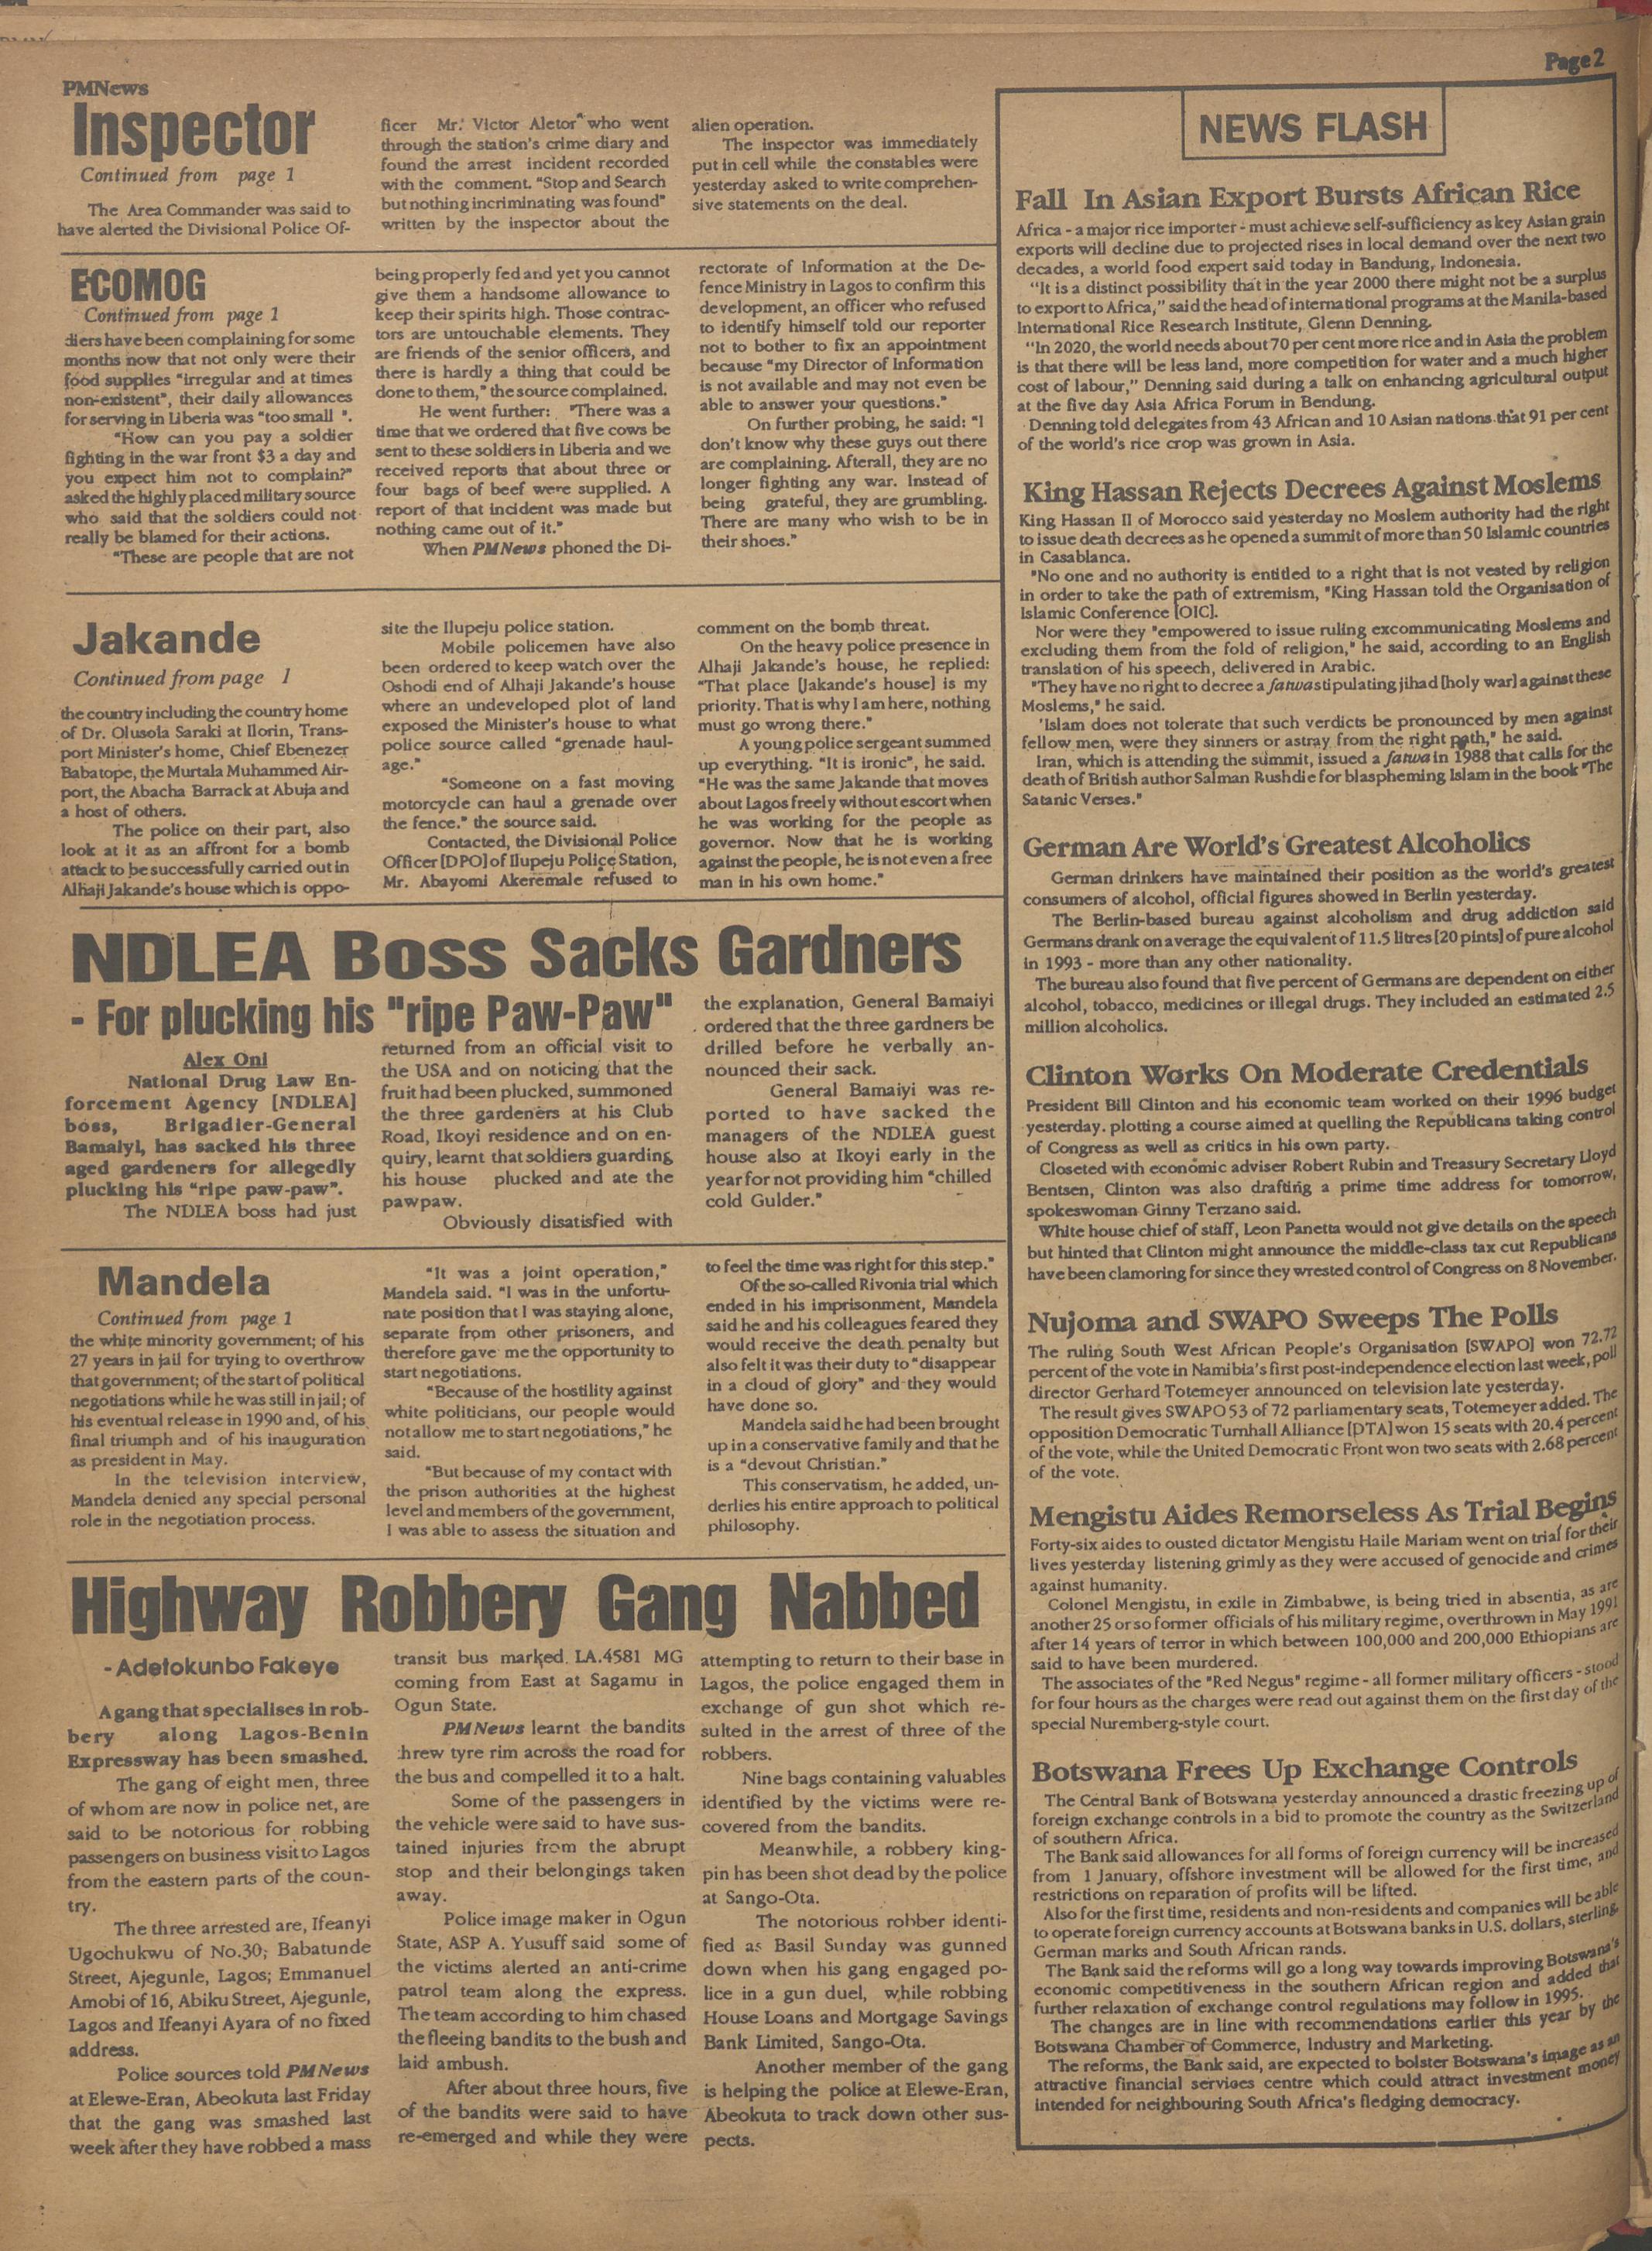 Page 2
PMNews
Inspector
Continued from page 1
The Area Commander was said to
have alerted the Divisional Police Of-
ficer Mr. Victor Aletor" who went
through the station's crime diary and
found the arrest incident recorded
with the comment. "Stop and Search
but nothing incriminating was found"
written by the inspector about the
alien operation.
The inspector was immediately
put in cell while the constables were
yesterday asked to write comprehen-
sive statements on the deal.
ECOMOG
Continued from page 1
diers have been complaining for some
months now that not only were their
food supplies "irregular and at times
non-existent", their daily allowances
for serving in Liberia was "too small ".
"How can you pay a soldier
fighting in the war front $3 a day and
you expect him not to complain?"
asked the highly placed military source
who said that the soldiers could not
really be blamed for their actions.
"These are people that are not
being properly fed and yet you cannot
give them a handsome allowance to
keep their spirits high. Those contrac-
tors are untouchable elements. They
are friends of the senior officers, and
there is hardly a thing that could be
done to them," the source complained.
He went further: "There was a
time that we ordered that five cows be
sent to these soldiers in Liberia and we
received reports that about three or
four bags of beef were supplied. A
report of that incident was made but
nothing came out of it."
When PMNews phoned the Di-
rectorate of Information at the De-
fence Ministry in Lagos to confirm this
development, an officer who refused
to identify himself told our reporter
not to bother to fix an appointment
because "my Director of Information
is not available and may not even be
able to answer your questions."
On further probing, he said: "I
don't know why these guys out there
are complaining. Afterall, they are no
longer fighting any war. Instead of
being grateful, they are grumbling.
There are many who wish to be in
their shoes."
Jakande
Continued from page 1
the country including the country home
of Dr. Olusola Saraki at Ilorin, Trans-
port Minister's home, Chief Ebenezer
Babatope, the Murtala Muhammed Air-
port, the Abacha Barrack at Abuja and
a host of others.
The police on their part, also
look at it as an affront for a bomb
attack to be successfully carried out in
Alhaji Jakande's house which is oppo-
site the Ilupeju police station.
Mobile policemen have also
been ordered to keep watch over the
Oshodi end of Alhaji Jakande's house
where an undeveloped plot of land
exposed the Minister's house to what
police source called "grenade haul-
age."
"Someone on a fast moving
motorcycle can haul a grenade over
the fence." the source said.
Contacted, the Divisional Police
Officer [DPO] of Ilupeju Police Station,
Mr. Abayomi Akeremale refused to
comment on the bomb threat.
On the heavy police presence in
Alhaji Jakande's house, he replied:
"That place [Jakande's house] is my
priority. That is why I am here, nothing
must go wrong there."
A young police sergeant summed
up everything. "It is ironic", he said.
"He was the same Jakande that moves
about Lagos freely without escort when
he was working for the people as
governor. Now that he is working
against the people, he is not even a free
man in his own home."
NDLEA Boss Sacks Gardners
- For plucking his "ripe Paw-Paw"
Alex Oni
National Drug Law En-
forcement Agency [NDLEA]
boss, Brigadier-General
Bamaiyi, has sacked his three
aged gardeners for allegedly
plucking his "ripe paw-paw".
The NDLEA boss had just
returned from an official visit to
the USA and on noticing that the
fruit had been plucked, summoned
the three gardeners at his Club
Road, Ikoyi residence and on en-
quiry, learnt that soldiers guarding
his house plucked and ate the
pawpaw.
Obviously disatisfied with
the explanation, General Bamaiyi
ordered that the three gardners be
drilled before he verbally an-
nounced their sack.
General Bamaiyi was re-
ported to have sacked the
managers of the NDLEA guest
house also at Ikoyi early in the
year for not providing him "chilled
cold Gulder."
Mandela
Continued from page 1
the white minority government; of his
27 years in jail for trying to overthrow
that government; of the start of political
negotiations while he was still in jail; of
his eventual release in 1990 and, of his
final triumph and of his inauguration
as president in May.
In the television interview,
Mandela denied any special personal
role in the negotiation process.
"It was a joint operation,"
Mandela said. "I was in the unfortu-
nate position that I was staying alone,
separate from other prisoners, and
therefore gave me the opportunity to
start negotiations.
"Because of the hostility against
white politicians, our people would
not allow me to start negotiations," he
said.
"But because of my contact with
the prison authorities at the highest
level and members of the government,
I was able to assess the situation and
to feel the time was right for this step."
Of the so-called Rivonia trial which
ended in his imprisonment, Mandela
said he and his colleagues feared they
would receive the death penalty but
also felt it was their duty to "disappear
in a cloud of glory" and they would
have done so.
Mandela said he had been brought
up in a conservative family and that he
is a "devout Christian."
This conservatism, he added, un-
derlies his entire approach to political
philosophy.
Highway Robbery Gang Nabbed
- Adetokunbo Fakeye
A gang that specialises in rob-
bery along Lagos-Benin
Expressway has been smashed.
The gang of eight men, three
of whom are now in police net, are
said to be notorious for robbing
passengers on business visit to Lagos
from the eastern parts of the coun-
try.
The three arrested are, Ifeanyi
Ugochukwu of No.30; Babatunde
Street, Ajegunle, Lagos; Emmanuel
Amobi of 16, Abiku Street, Ajegunle,
Lagos and Ifeanyi Ayara of no fixed
address.
Police sources told PMNews
at Elewe-Eran, Abeokuta last Friday
that the gang was smashed last
week after they have robbed a mass
transit bus marked. LA.4581 MG
coming from East at Sagamu in
Ogun State.
PMNews learnt the bandits
threw tyre rim across the road for
the bus and compelled it to a halt.
Some of the passengers in
the vehicle were said to have sus-
tained injuries from the abrupt
stop and their belongings taken
away.
Police image maker in Ogun
State, ASP A. Yusuff said some of
the victims alerted an anti-crime
patrol team along the express.
The team according to him chased
the fleeing bandits to the bush and
laid ambush.
After about three hours, five
of the bandits were said to have
re-emerged and while they were
attempting to return to their base in
Lagos, the police engaged them in
exchange of gun shot which re-
sulted in the arrest of three of the
robbers.
Nine bags containing valuables
identified by the victims were re-
covered from the bandits.
Meanwhile, a robbery king-
pin has been shot dead by the police
at Sango-Ota.
The notorious robber identi-
fied as Basil Sunday was gunned
down when his gang engaged po-
lice in a gun duel, while robbing
House Loans and Mortgage Savings
Bank Limited, Sango-Ota.
Another member of the gang
is helping the police at Elewe-Eran,
Abeokuta to track down other sus-
pects.
NEWS FLASH
Fall In Asian Export Bursts African Rice
Africa - a major rice importer - must achieve self-sufficiency as key Asian grain
exports will decline due to projected rises in local demand over the next two
decades, a world food expert said today in Bandung, Indonesia.
"It is a distinct possibility that in the year 2000 there might not be a surplus
to export to Africa," said the head of international programs at the Manila-based
International Rice Research Institute, Glenn Denning.
"In 2020, the world needs about 70 per cent more rice and in Asia the problem
is that there will be less land, more competition for water and a much higher
cost of labour," Denning said during a talk on enhancing agricultural output
at the five day Asia Africa Forum in Bendung.
Denning told delegates from 43 African and 10 Asian nations that 91 per cent
of the world's rice crop was grown in Asia.
King Hassan Rejects Decrees Against Moslems
King Hassan II of Morocco said yesterday no Moslem authority had the right
to issue death decrees as he opened a summit of more than 50 Islamic countries
in Casablanca.
"No one and no authority is entitled to a right that is not vested by religion
in order to take the path of extremism, "King Hassan told the Organisation of
Islamic Conference [OIC].
Nor were they "empowered to issue ruling excommunicating Moslems and
excluding them from the fold of religion," he said, according to an English
translation of his speech, delivered in Arabic.
"They have no right to decree a fatwa stipulating jihad [holy war] against these
Moslems," he said.
'Islam does not tolerate that such verdicts be pronounced by men against
fellow men, were they sinners or astray from the right path," he said.
Iran, which is attending the summit, issued a fatwa in 1988 that calls for the
death of British author Salman Rushdie for blaspheming Islam in the book "The
Satanic Verses."
German Are World's Greatest Alcoholics
German drinkers have maintained their position as the world's greatest
consumers of alcohol, official figures showed in Berlin yesterday.
The Berlin-based bureau against alcoholism and drug addiction said
Germans drank on average the equivalent of 11.5 litres [20 pints] of pure alcohol
in 1993 - more than any other nationality.
The bureau also found that five percent of Germans are dependent on either
alcohol, tobacco, medicines or illegal drugs. They included an estimated 2.5
million alcoholics.
Clinton Works On Moderate Credentials
President Bill Clinton and his economic team worked on their 1996 budget
yesterday. plotting a course aimed at quelling the Republicans taking control
of Congress as well as critics in his own party.
Closeted with economic adviser Robert Rubin and Treasury Secretary Lloyd
Bentsen, Clinton was also drafting a prime time address for tomorrow,
spokeswoman Ginny Terzano said.
White house chief of staff, Leon Panetta would not give details on the speech
but hinted that Clinton might announce the middle-class tax cut Republicans
have been clamoring for since they wrested control of Congress on 8 November.
Nujoma and SWAPO Sweeps The Polls
The ruling South West African People's Organisation [SWAPO] won 72.72
percent of the vote in Namibia's first post-independence election last week, poll
director Gerhard Totemeyer announced on television late yesterday.
The result gives SWAPO 53 of 72 parliamentary seats, Totemeyer added. The
opposition Democratic Turnhall Alliance [DTA] won 15 seats with 20.4 percent
of the vote, while the United Democratic Front won two seats with 2.68 percent
of the vote.
Mengistu Aides Remorseless As Trial Begins
Forty-six aides to ousted dictator Mengistu Haile Mariam went on trial for their
lives yesterday listening grimly as they were accused of genocide and crimes
against humanity.
Colonel Mengistu, in exile in Zimbabwe, is being tried in absentia, as are
another 25 or so former officials of his military regime, overthrown in May 1991
after 14 years of terror in which between 100,000 and 200,000 Ethiopians are
said to have been murdered.
The associates of the "Red Negus" regime - all former military officers - stood
for four hours as the charges were read out against them on the first day of the
special Nuremberg-style court.
Botswana Frees Up Exchange Controls
The Central Bank of Botswana yesterday announced a drastic freezing up of
foreign exchange controls in a bid to promote the country as the Switzerland
of southern Africa.
The Bank said allowances for all forms of foreign currency will be increased
from 1 January, offshore investment will be allowed for the first time, and
restrictions on reparation of profits will be lifted.
Also for the first time, residents and non-residents and companies will be able
to operate foreign currency accounts at Botswana banks in U.S. dollars, sterling,
German marks and South African rands.
The Bank said the reforms will go a long way towards improving Botswana's
economic competitiveness in the southern African region and added that
further relaxation of exchange control regulations may follow in 1995.
The changes are in line with recommendations earlier this year by the
Botswana Chamber of Commerce, Industry and Marketing.
The reforms, the Bank said, are expected to bolster Botswana's image as an
attractive financial services centre which could attract investment money
intended for neighbouring South Africa's fledging democracy.